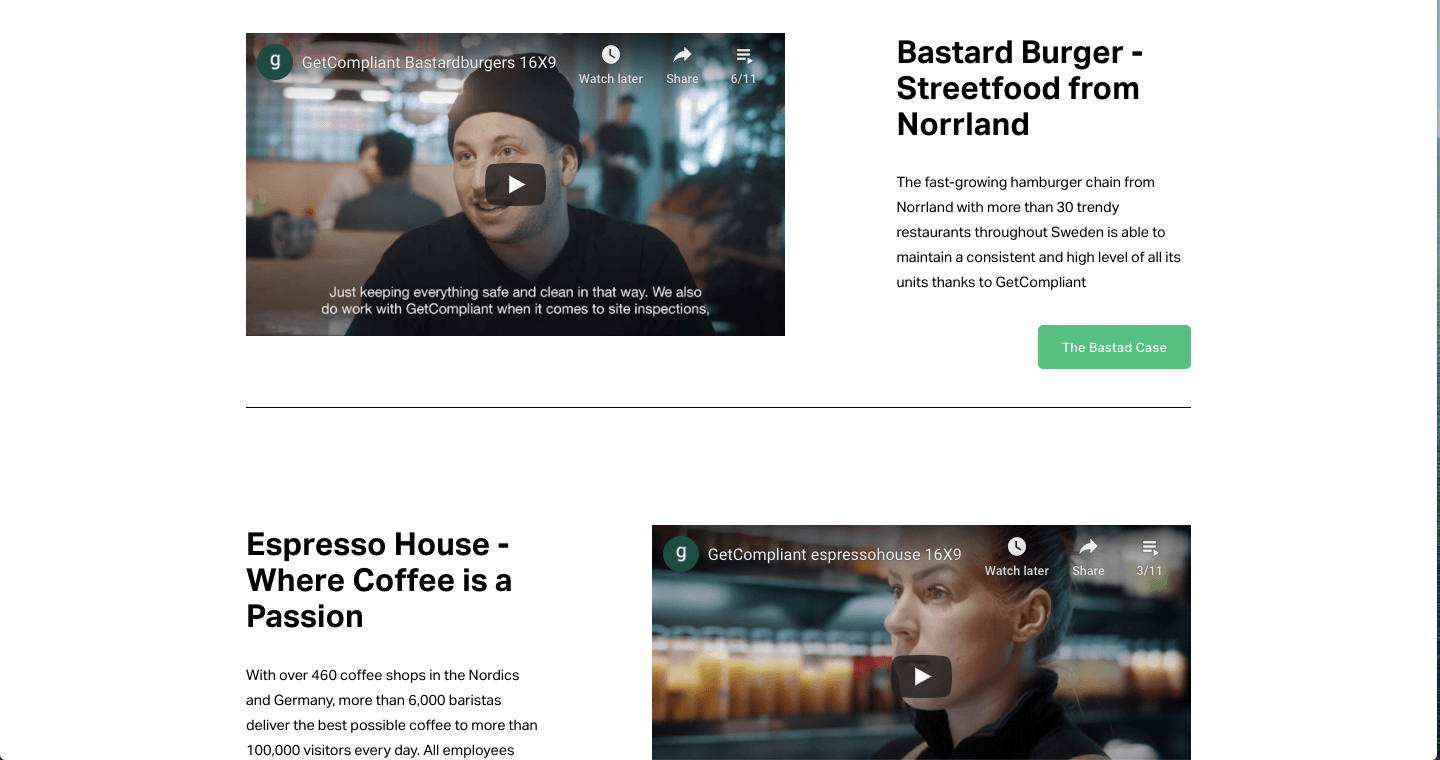 g
GetCompliant Bastardburgers 16X9
Watch later
Share
6/11
Just keeping everything safe and clean in that way. We also
do work with GetCompliant when it comes to site inspections,
Bastard Burger -
Streetfood from
Norrland
The fast-growing hamburger chain from
Norrland with more than 30 trendy
restaurants throughout Sweden is able to
maintain a consistent and high level of all its
units thanks to GetCompliant
The Bastad Case
Espresso House -
Where Coffee is a
Passion
With over 460 coffee shops in the Nordics
and Germany, more than 6,000 baristas
deliver the best possible coffee to more than
100,000 visitors every day. All employees
g
GetCompliant espressohouse 16X9
Watch later
Share
3/11